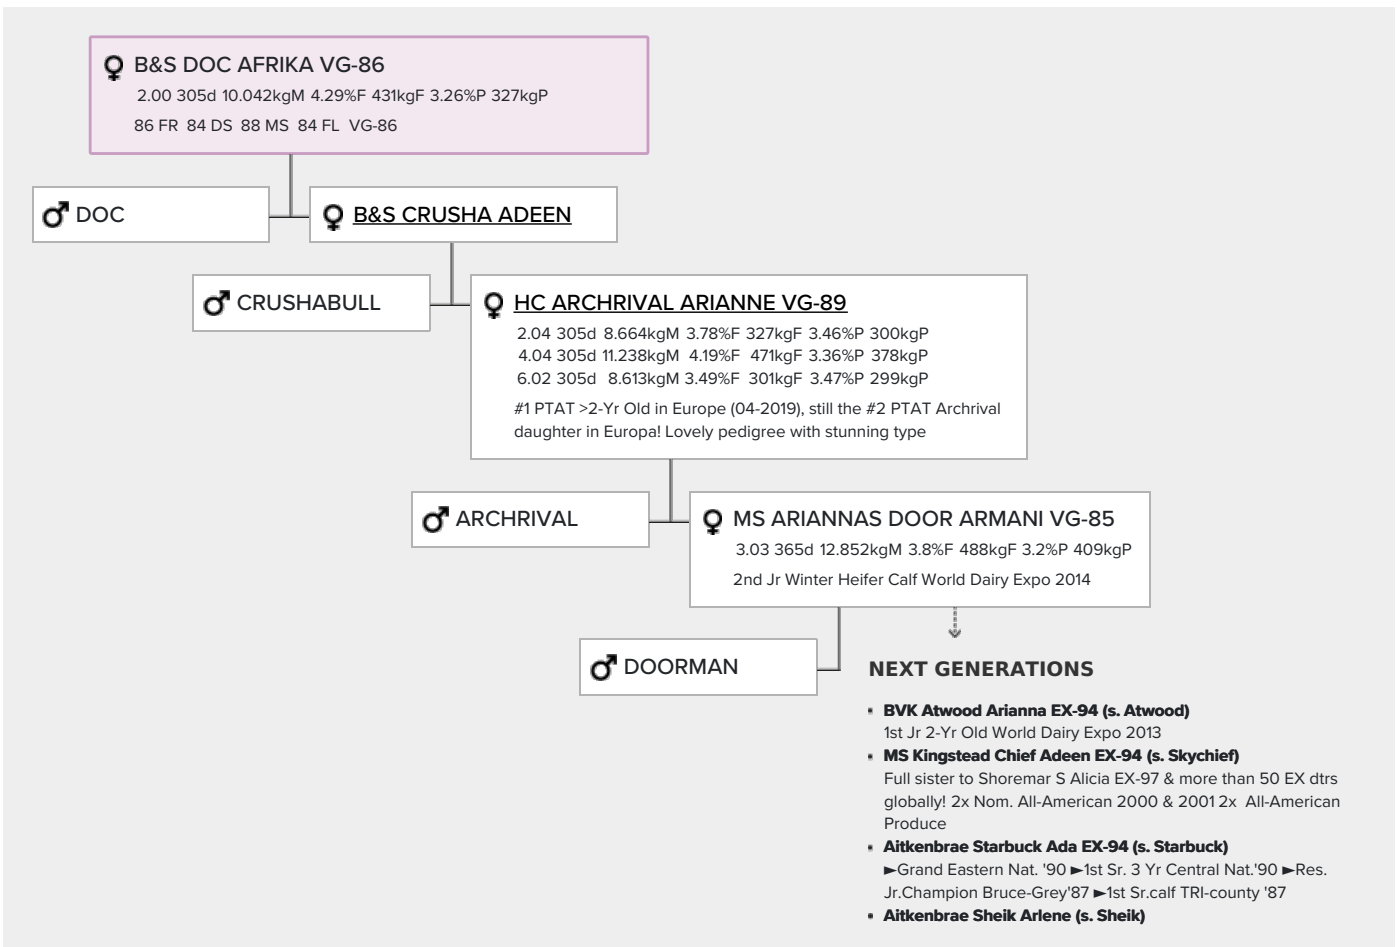 B&S DOC AFRIKA VG-86
2.00 305d 10.042kgM 4.29%F 431kgF 3.26%P 327kgP
86 FR 84 DS 88 MS 84 FL VG-86
DOC
B&S CRUSHA ADEEN
CRUSHABULL
HC ARCHRIVAL ARIANNE VG-89
2.04 305d 8.664kgM 3.78%F 327kgF 3.46%P 300kgP
4.04 305d 11.238kgM 4.19%F 471kgF 3.36%P 378kgP
6.02 305d 8.613kgM 3.49%F 301kgF 3.47%P 299kgP
#1 PTAT >2-Yr Old in Europe (04-2019), still the #2 PTAT Archrival
daughter in Europa! Lovely pedigree with stunning type
ARCHRIVAL
MS ARIANNAS DOOR ARMANI VG-85
3.03 365d 12.852kgM 3.8%F 488kgF 3.2%P 409kgP
2nd Jr Winter Heifer Calf World Dairy Expo 2014
DOORMAN
NEXT GENERATIONS
▪ BVK Atwood Arianna EX-94 (s. Atwood)
1st Jr 2-Yr Old World Dairy Expo 2013
▪ MS Kingstead Chief Adeen EX-94 (s. Skychief)
Full sister to Shoremar S Alicia EX-97 & more than 50 EX dtrs
globally! 2x Nom. All-American 2000 & 2001 2x All-American
Produce
▪ Aitkenbrae Starbuck Ada EX-94 (s. Starbuck)
►Grand Eastern Nat. '90 ►1st Sr. 3 Yr Central Nat.'90 ►Res.
Jr.Champion Bruce-Grey'87 ►1st Sr.calf TRI-county '87
▪ Aitkenbrae Sheik Arlene (s. Sheik)